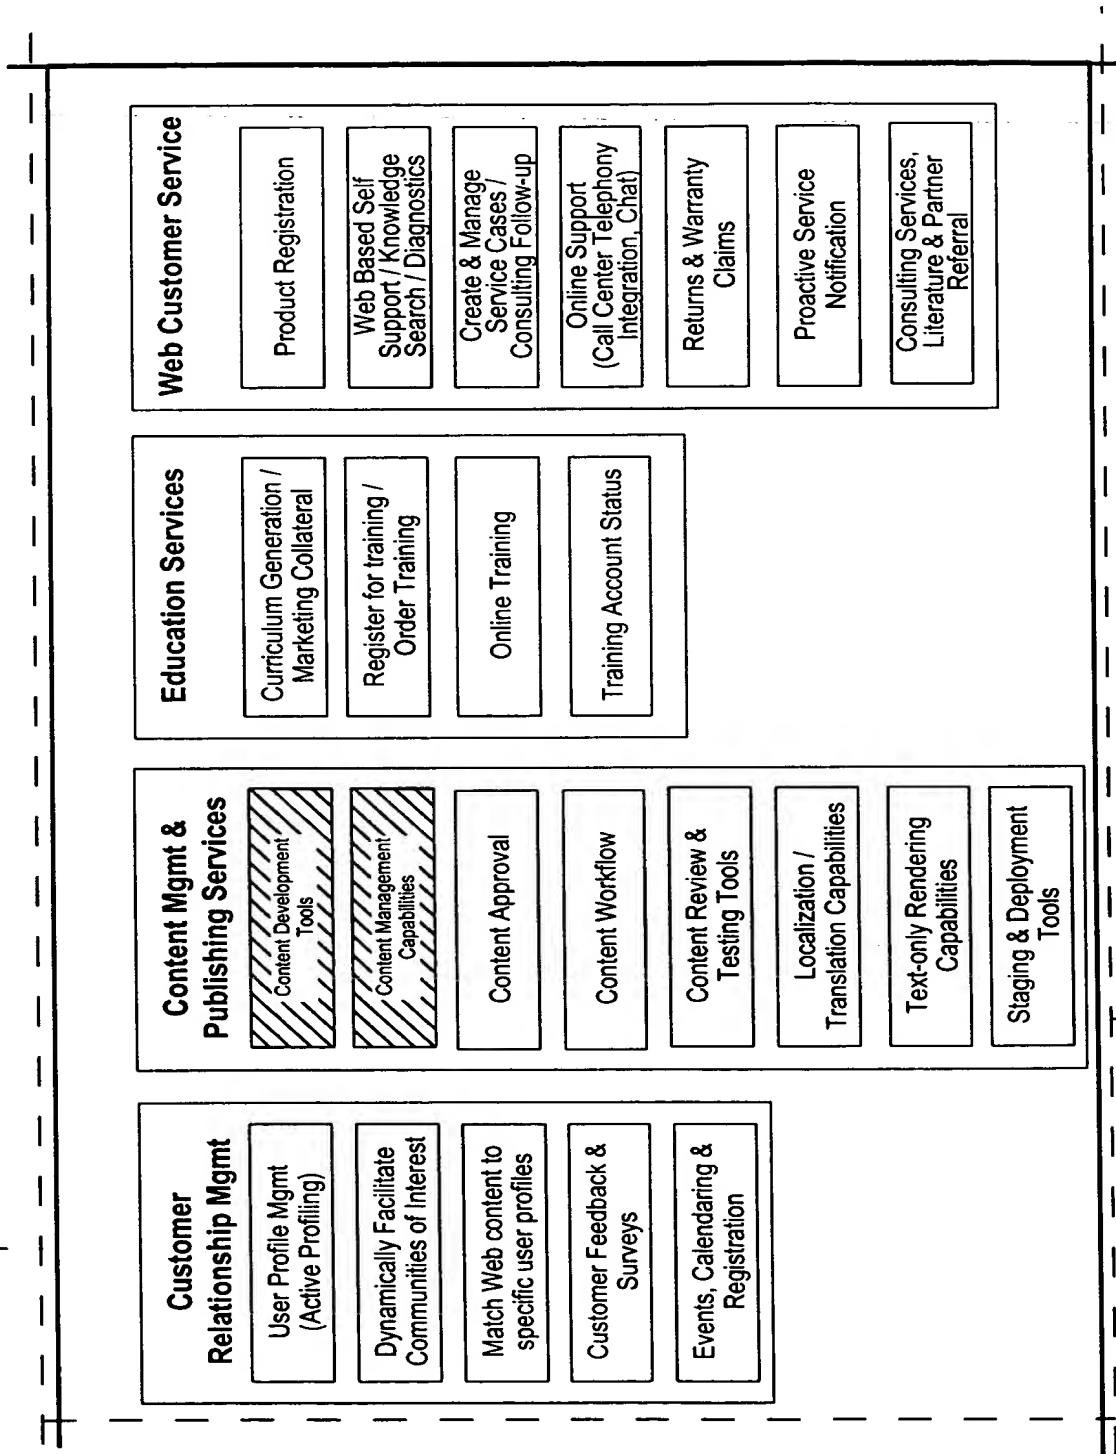 Customer
Relationship Mgmt
User Profile Mgmt
(Active Profiling)
Dynamically Facilitate
Communities of Interest
Match Web content to
specific user profiles
Customer Feedback &
Surveys
Events, Calendaring &
Registration
Content Mgmt &
Publishing Services
Content Development
Tools
Content Management
Capabilities
Content Approval
Content Workflow
Content Review &
Testing Tools
Localization /
Translation Capabilities
Text-only Rendering
Capabilities
Staging & Deployment
Tools
Education Services
Curriculum Generation /
Marketing Collateral
Register for training /
Order Training
Online Training
Training Account Status
Web Customer Service
Product Registration
Web Based Self
Support / Knowledge
Search / Diagnostics
Create & Manage
Service Cases /
Consulting Follow-up
Online Support
(Call Center Telephony
Integration, Chat)
Returns & Warranty
Claims
Proactive Service
Notification
Consulting Services,
Literature & Partner
Referral